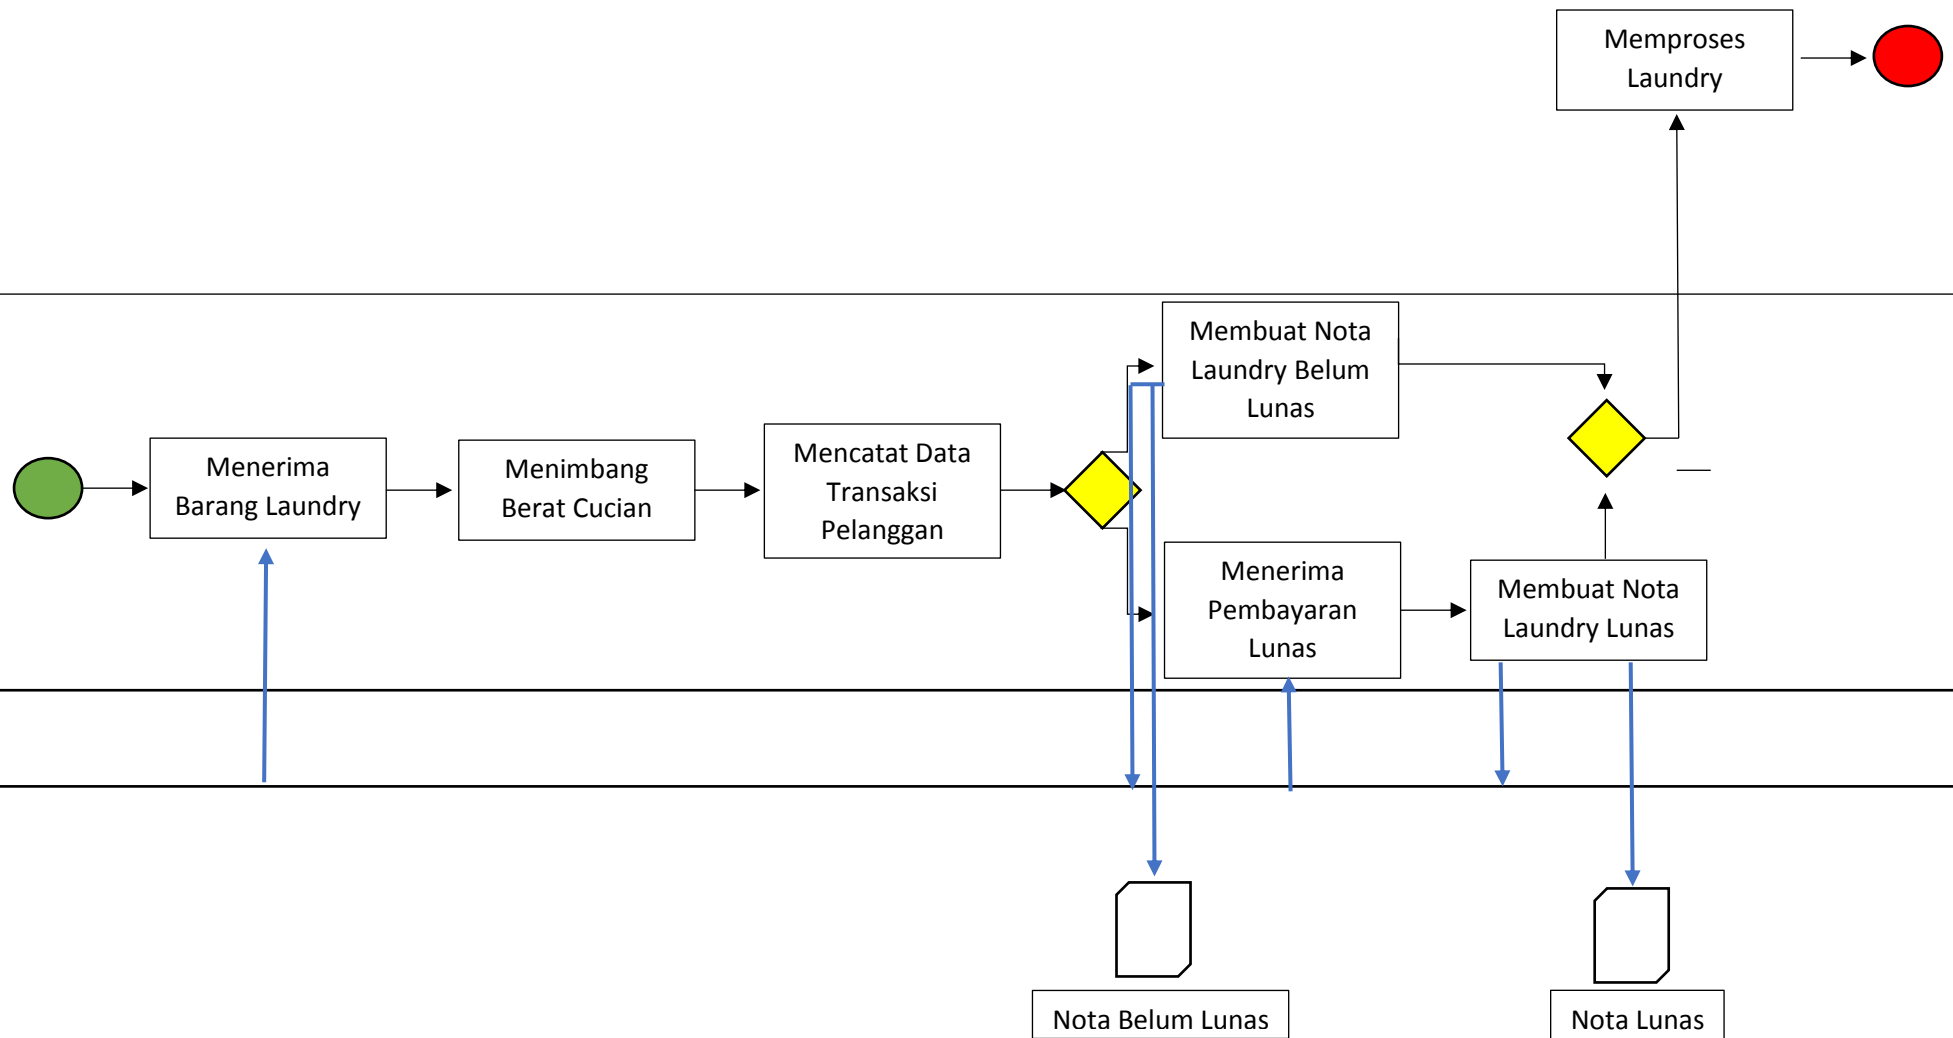 Memproses
Laundry
Membuat Nota
Laundry Belum
Lunas
Menerima
Barang Laundry
Menimbang
Berat Cucian
Mencatat Data
Transaksi
Pelanggan
Menerima
Pembayaran
Lunas
Membuat Nota
Laundry Lunas
Nota Belum Lunas
Nota Lunas